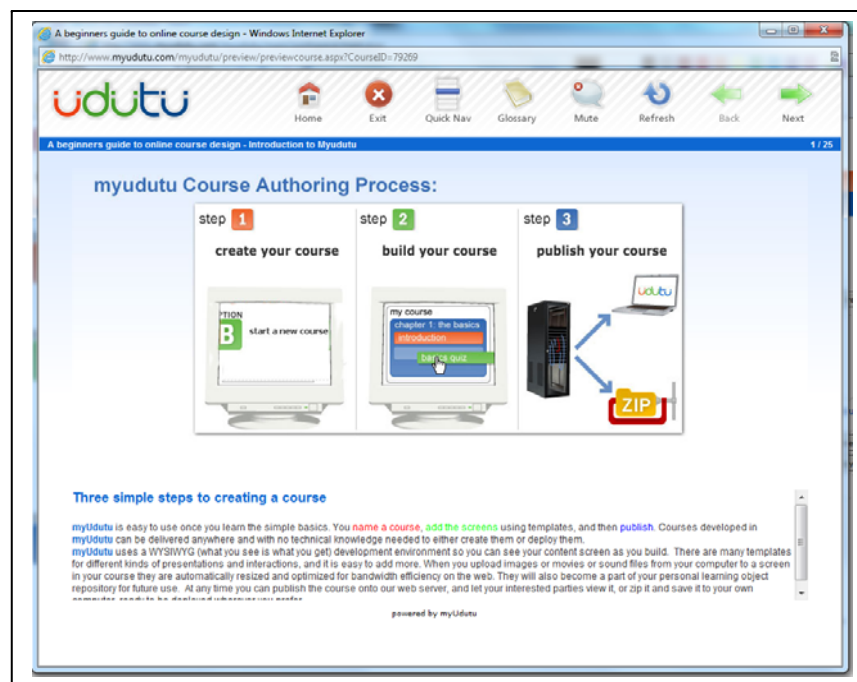 A beginners guide to online course design - Windows Internet Explorer
http://www.myudutu.com/myudutu/preview/previewcourse.aspx?CourseID=79269
udutu
Home Exit Quick Nav Glossary Mute Refresh Back Next
A beginners guide to online course design - Introduction to Myudutu 1 / 25
myudutu Course Authoring Process:
step 1 step 2 step 3
create your course build your course publish your course
udutu
PTION
B start a new course
my course
chapter 1: the basics
introduction
basics quiz
ZIP
Three simple steps to creating a course
myUdutu is easy to use once you learn the simple basics. You name a course, add the screens using templates, and then publish. Courses developed in
myUdutu can be delivered anywhere and with no technical knowledge needed to either create them or deploy them.
myUdutu uses a WYSIWYG (what you see is what you get) development environment so you can see your content screen as you build. There are many templates
for different kinds of presentations and interactions, and it is easy to add more. When you upload images or movies or sound files from your computer to a screen
in your course they are automatically resized and optimized for bandwidth efficiency on the web. They will also become a part of your personal learning object
repository for future use. At any time you can publish the course onto our web server, and let your interested parties view it, or zip it and save it to your own
computer, ready to be deployed wherever you prefer.
powered by myUdutu